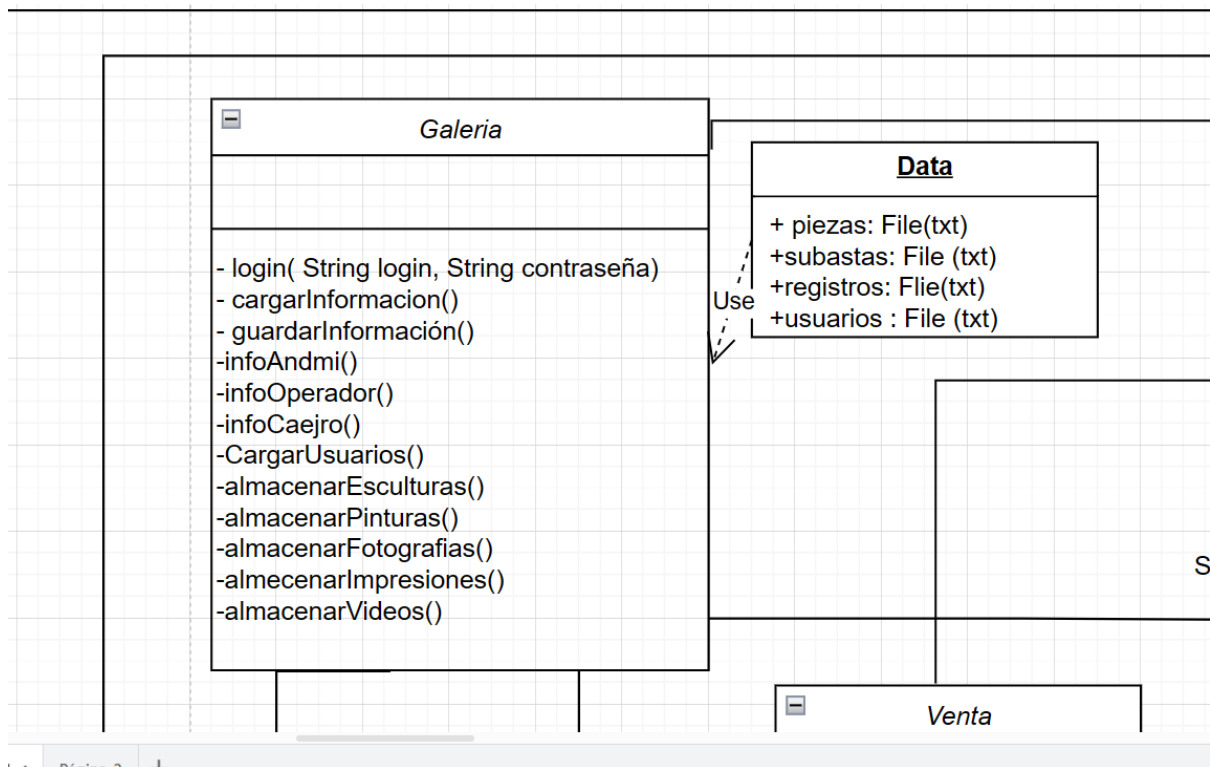 Galeria
- login( String login, String contraseña)
- cargarInformacion()
- guardarInformación()
-infoAndmi()
-infoOperador()
-infoCaejro()
-CargarUsuarios()
-almacenarEsculturas()
-almacenarPinturas()
-almacenarFotografias()
-almecenarImpresiones()
-almacenarVideos()
Use
Data
+ piezas: File(txt)
+subastas: File (txt)
+registros: Flie(txt)
+usuarios : File (txt)
S
Venta